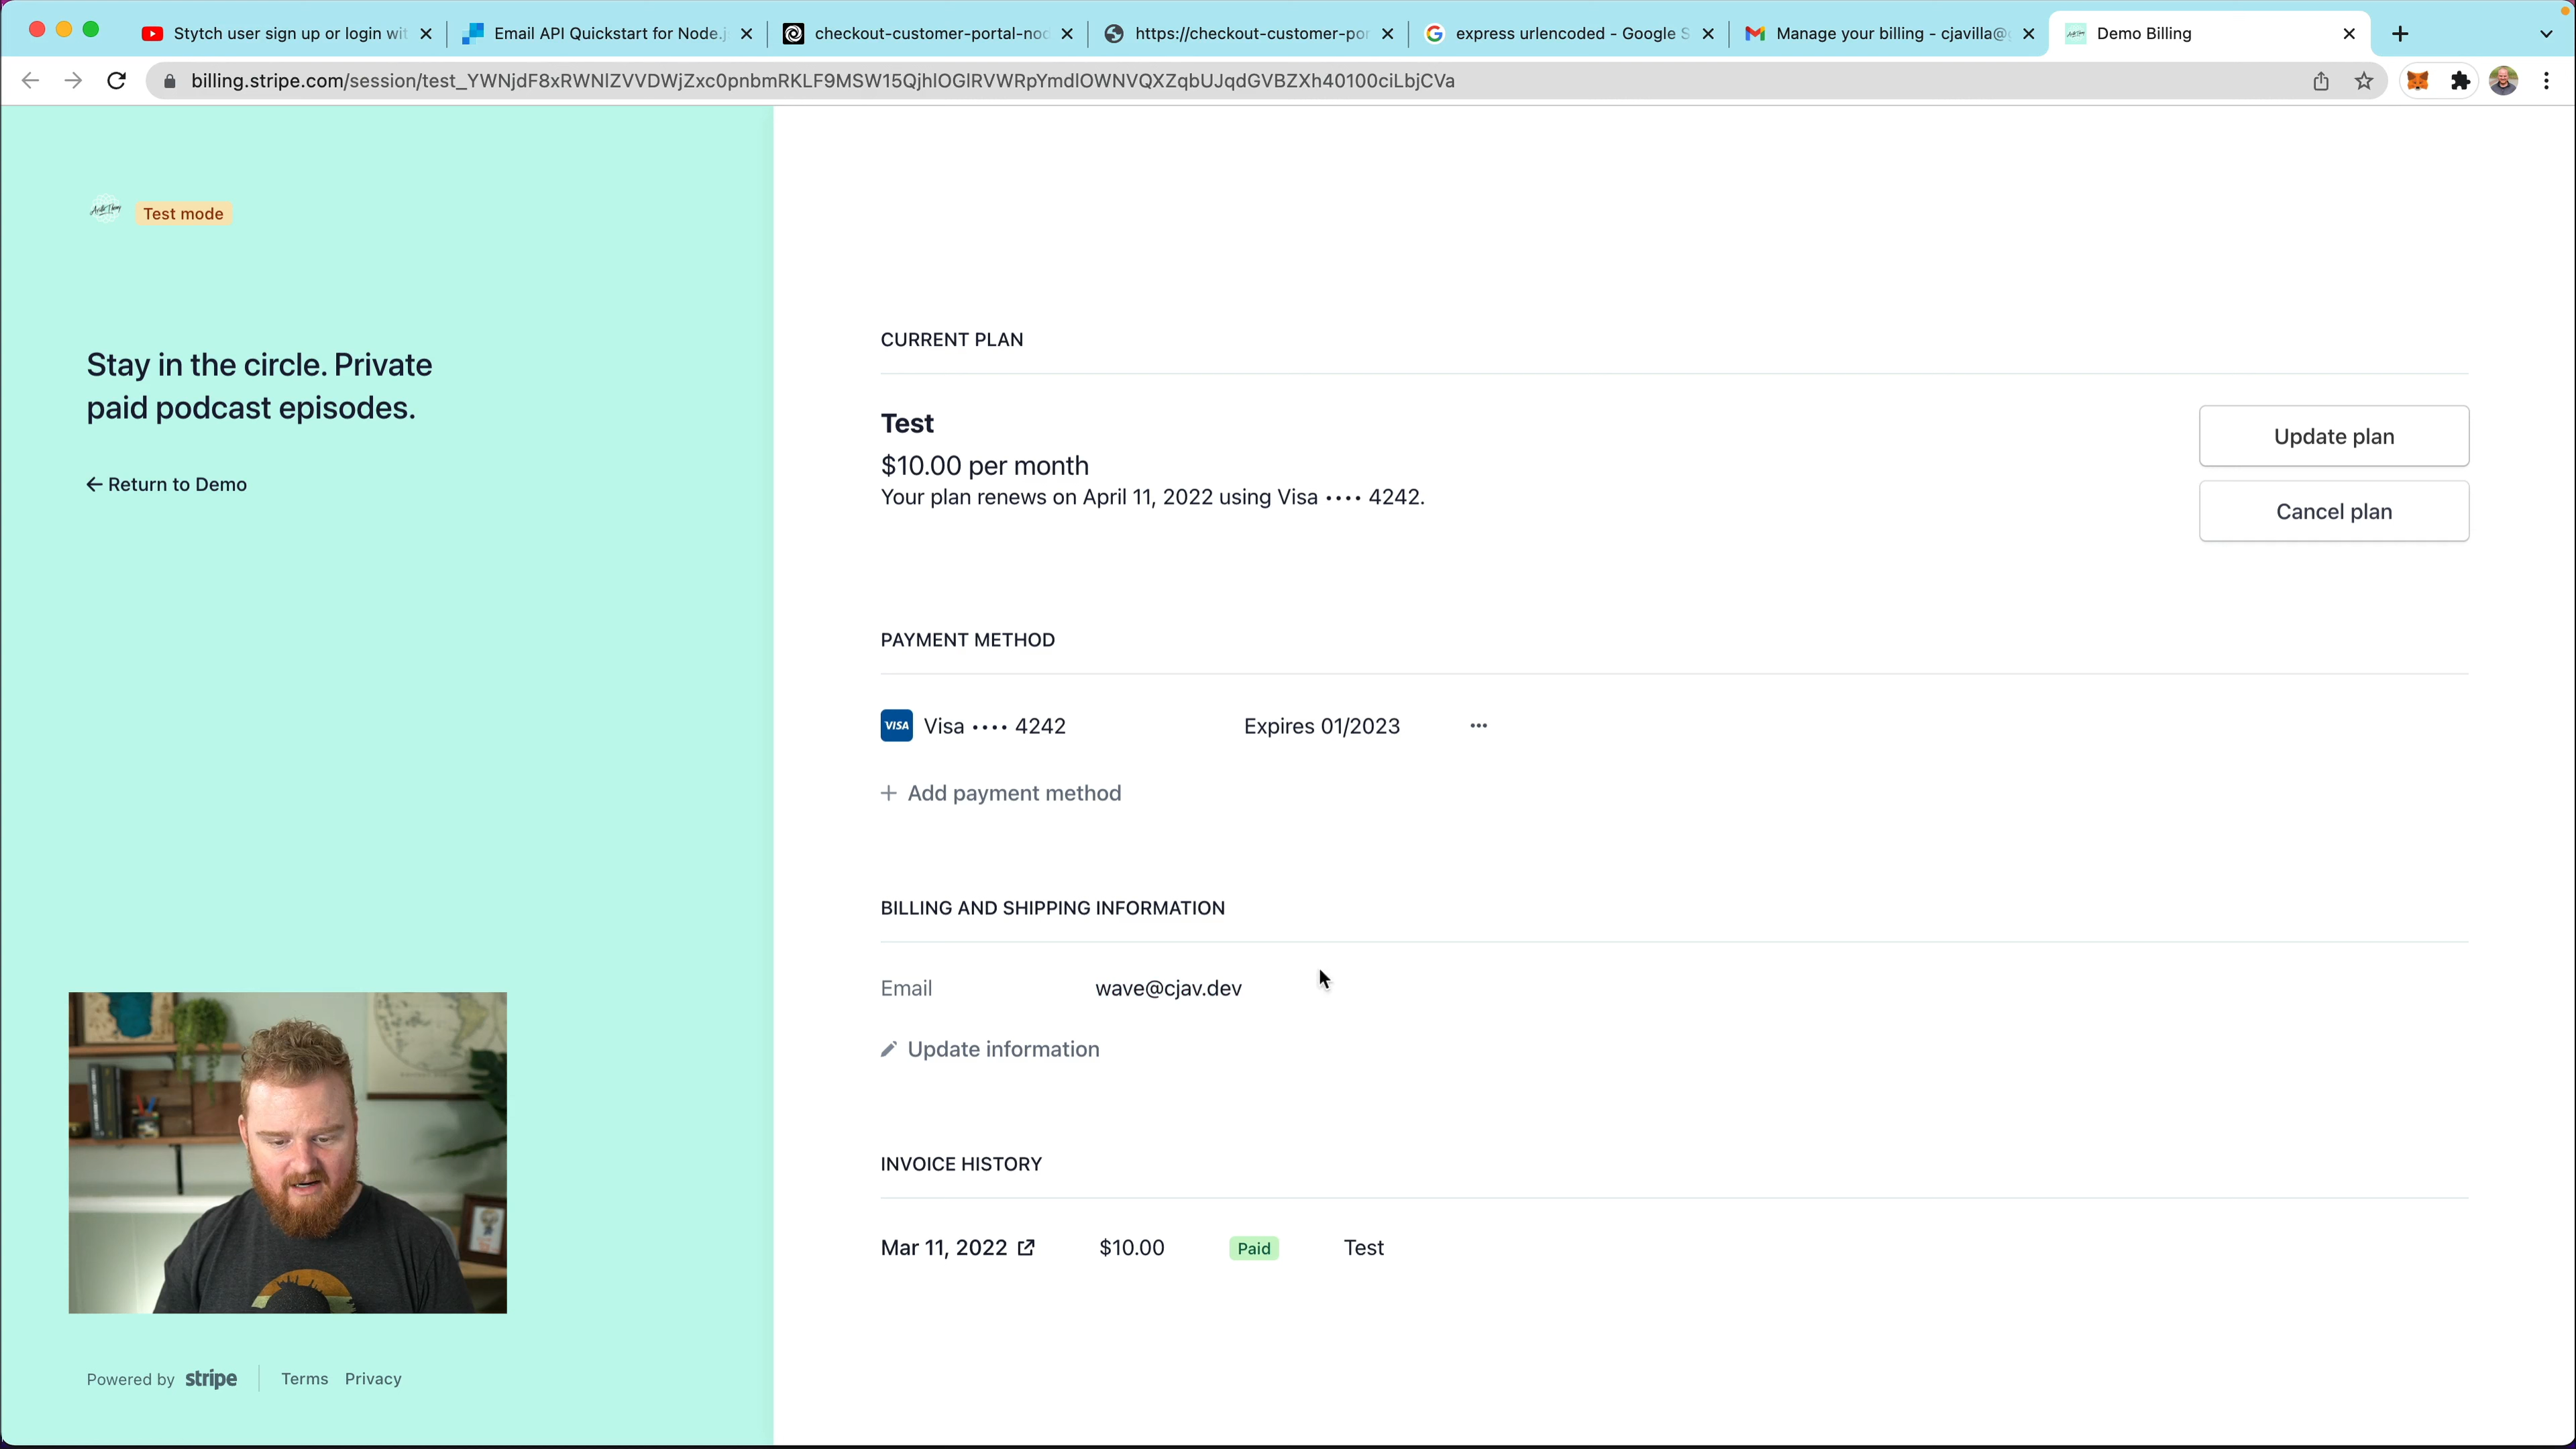 Stytch user sign up or login wit
Email API Quickstart for Node.j
checkout-customer-portal-nod
https://checkout-customer-por
express urlencoded - Google S
Manage your billing - cjavilla@g
Demo Billing
billing.stripe.com/session/test_YWNjdF8xRWNlZVVDWjZxc0pnbmRKLF9MSW15QjhlOGlRVWRpYmdlOWNVQXZqbUJqdGVBZXh40100ciLbjCVa
Test mode
Stay in the circle. Private
paid podcast episodes.
Return to Demo
CURRENT PLAN
Test
$10.00 per month
Your plan renews on April 11, 2022 using Visa •••• 4242.
Update plan
Cancel plan
PAYMENT METHOD
VISA Visa •••• 4242 Expires 01/2023
Add payment method
BILLING AND SHIPPING INFORMATION
Email wave@cjav.dev
Update information
INVOICE HISTORY
Mar 11, 2022 $10.00 Paid Test
Powered by stripe Terms Privacy